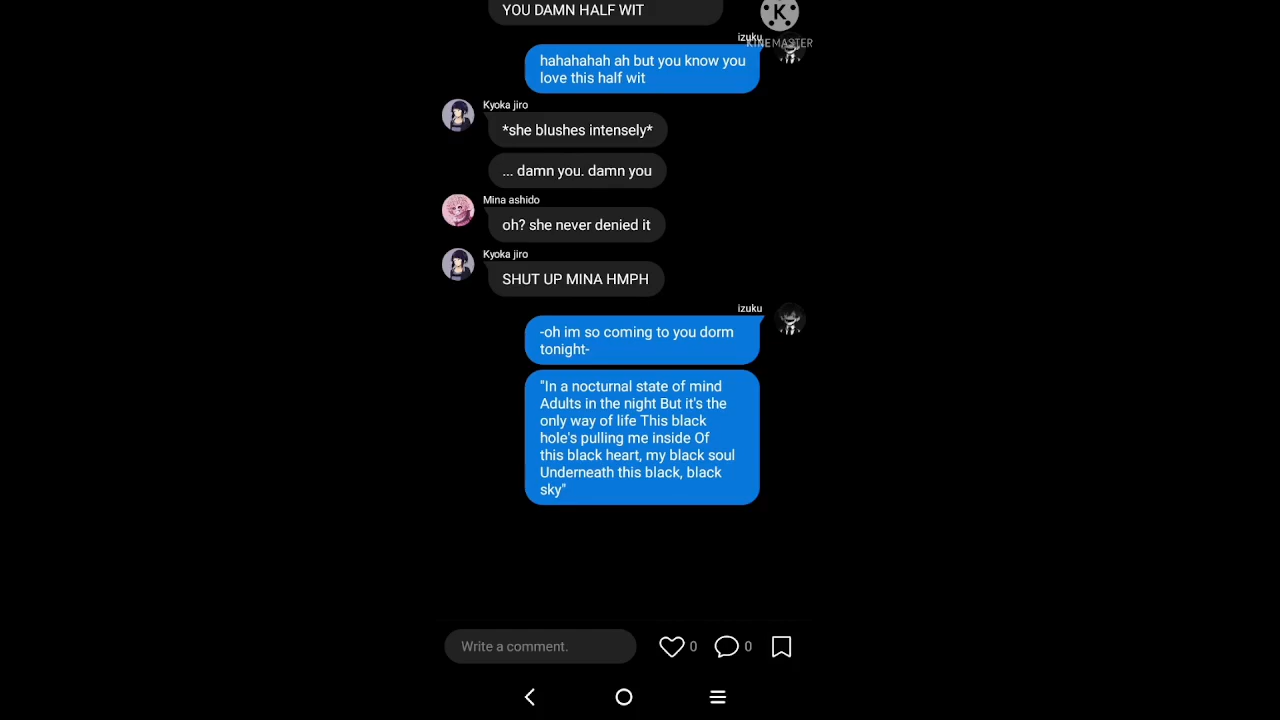 YOU DAMN HALF WIT
K
KINEMASTER
izuku
hahahahah ah but you know you
love this half wit
Kyoka jiro
*she blushes intensely*
... damn you. damn you
Mina ashido
oh? she never denied it
Kyoka jiro
SHUT UP MINA HMPH
izuku
-oh im so coming to you dorm
tonight-
"In a nocturnal state of mind
Adults in the night But it's the
only way of life This black
hole's pulling me inside Of
this black heart, my black soul
Underneath this black, black
sky"
Write a comment.
0
0